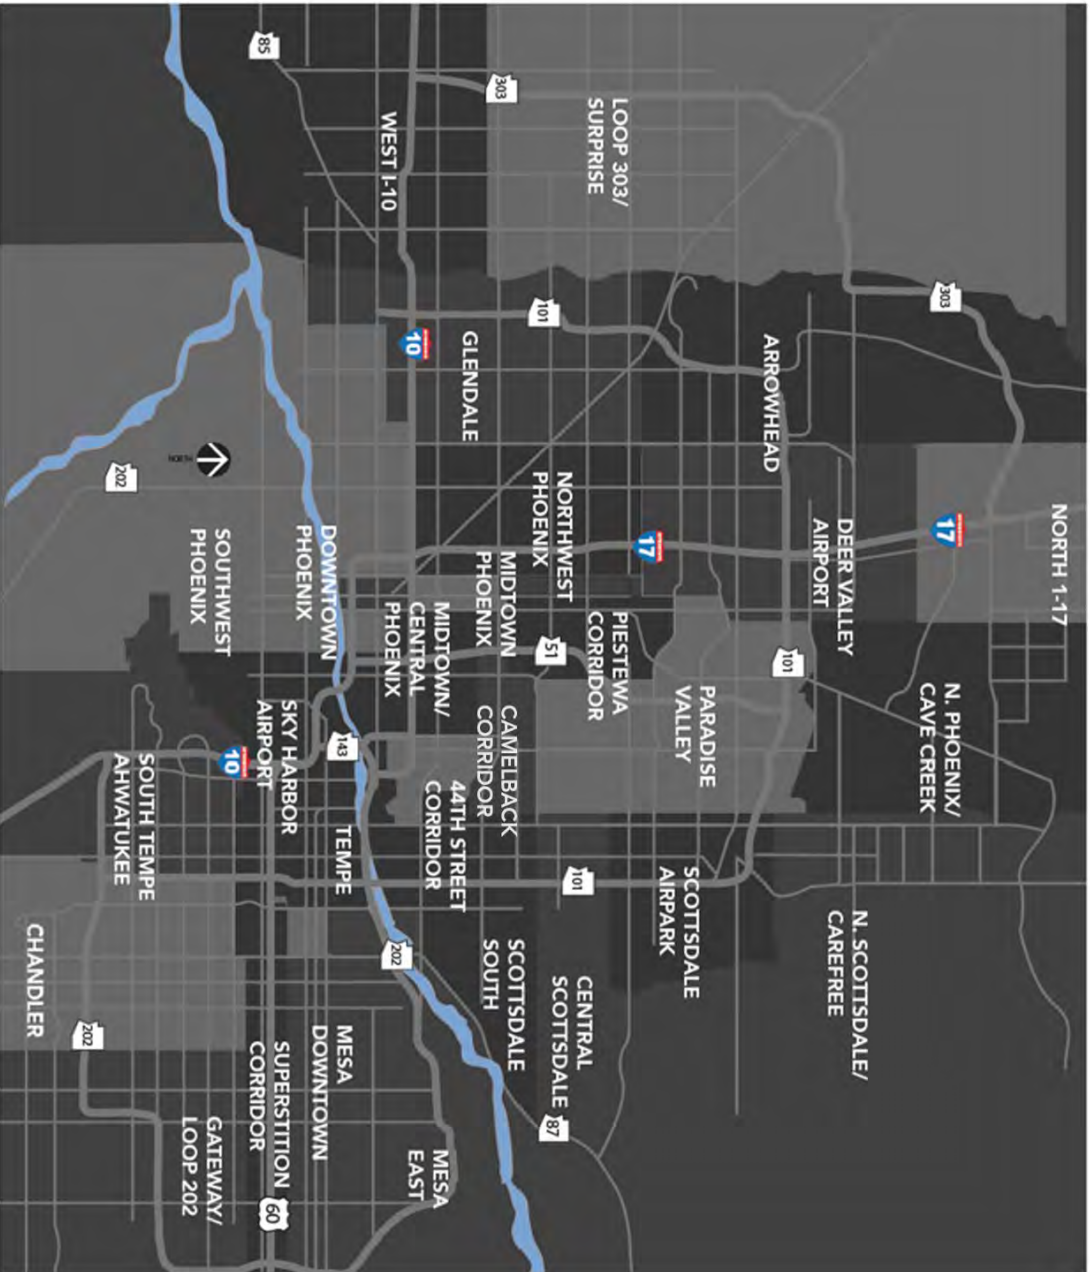 NORTH 1-17
303
17
N. PHOENIX/
CAVE CREEK
DEER VALLEY
AIRPORT
N. SCOTTSDALE/
CAREFREE
ARROWHEAD
101
LOOP 303/
SURPRISE
17
PARADISE
VALLEY
SCOTTSDALE
AIRPARK
PIESTEWA
CORRIDOR
101
NORTHWEST
PHOENIX
101
51
CENTRAL
SCOTTSDALE
87
303
MIDTOWN
PHOENIX
CAMELBACK
CORRIDOR
SCOTTSDALE
SOUTH
GLENDALE
44TH STREET
CORRIDOR
MIDTOWN/
CENTRAL
PHOENIX
MESA
EAST
WEST I-10
10
202
143
TEMPE
MESA
DOWNTOWN
DOWNTOWN
PHOENIX
SKY HARBOR
AIRPORT
SUPERSTITION
CORRIDOR
60
85
10
SOUTHWEST
PHOENIX
GATEWAY/
LOOP 202
NORTH
SOUTH TEMPE
AHWATUKEE
202
202
CHANDLER